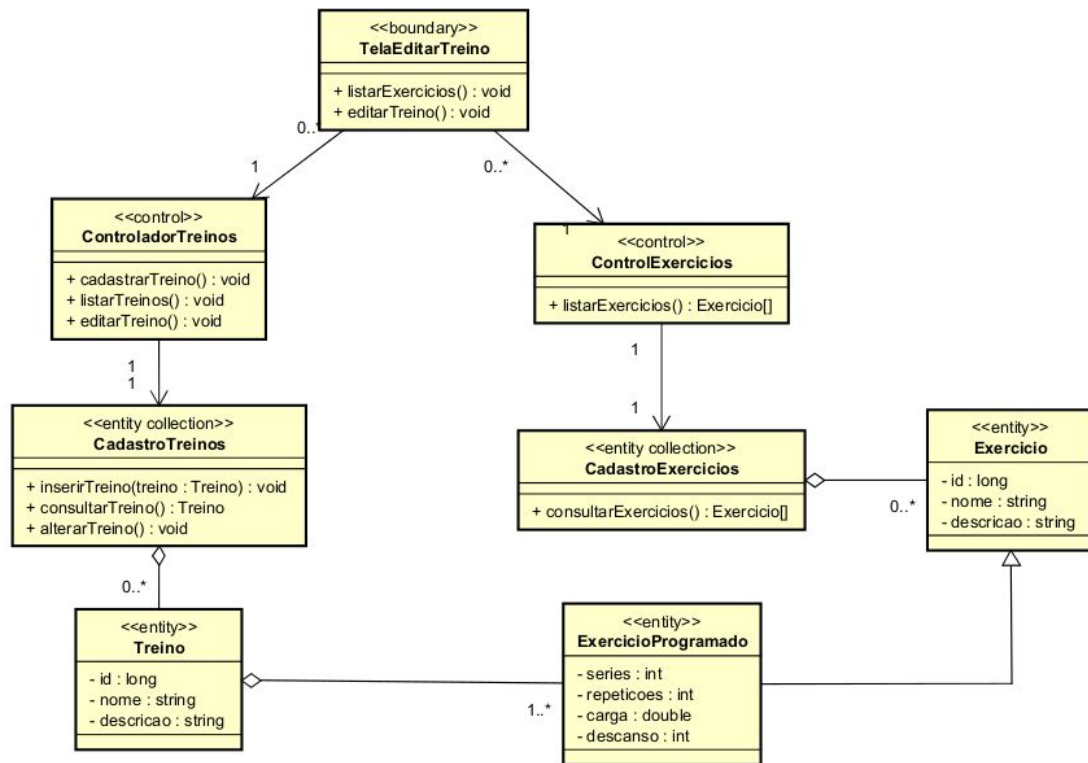 <<boundary>>
TelaEditarTreino
+ listarExercicios() : void
+ editarTreino() : void
0..*
1
0..*
1
<<control>>
ControladorTreinos
+ cadastrarTreino() : void
+ listarTreinos() : void
+ editarTreino() : void
<<control>>
ControlExercicios
+ listarExercicios() : Exercicio[]
1
1
1
1
<<entity collection>>
CadastroTreinos
+ inserirTreino(treino : Treino) : void
+ consultarTreino() : Treino
+ alterarTreino() : void
<<entity collection>>
CadastroExercicios
+ consultarExercicios() : Exercicio[]
0..*
<<entity>>
Exercicio
- id : long
- nome : string
- descricao : string
0..*
<<entity>>
Treino
- id : long
- nome : string
- descricao : string
1..*
<<entity>>
ExercicioProgramado
- series : int
- repeticoes : int
- carga : double
- descanso : int